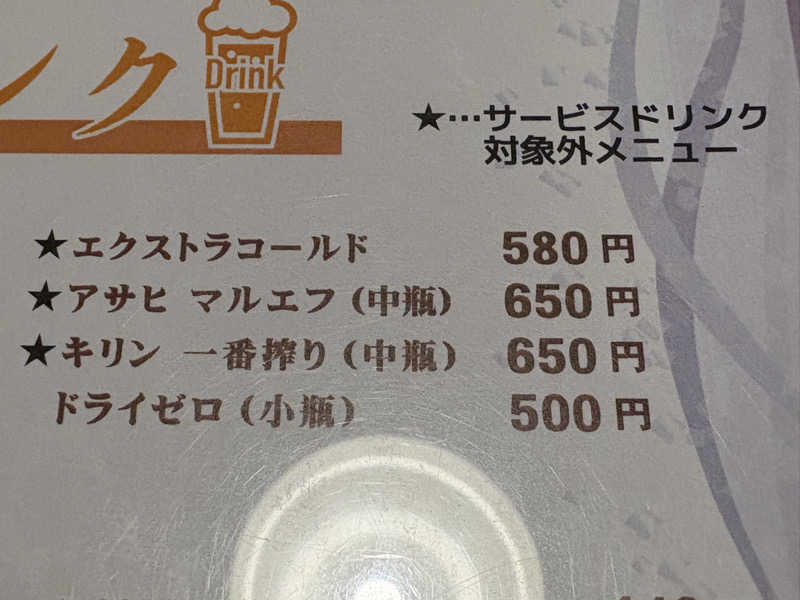 ンク
Drink
★…サービスドリンク
対象外メニュー
★エクストラコールド 580円
★アサヒ マルエフ（中瓶） 650円
★キリン 一番搾り（中瓶） 650円
ドライゼロ（小瓶） 500円